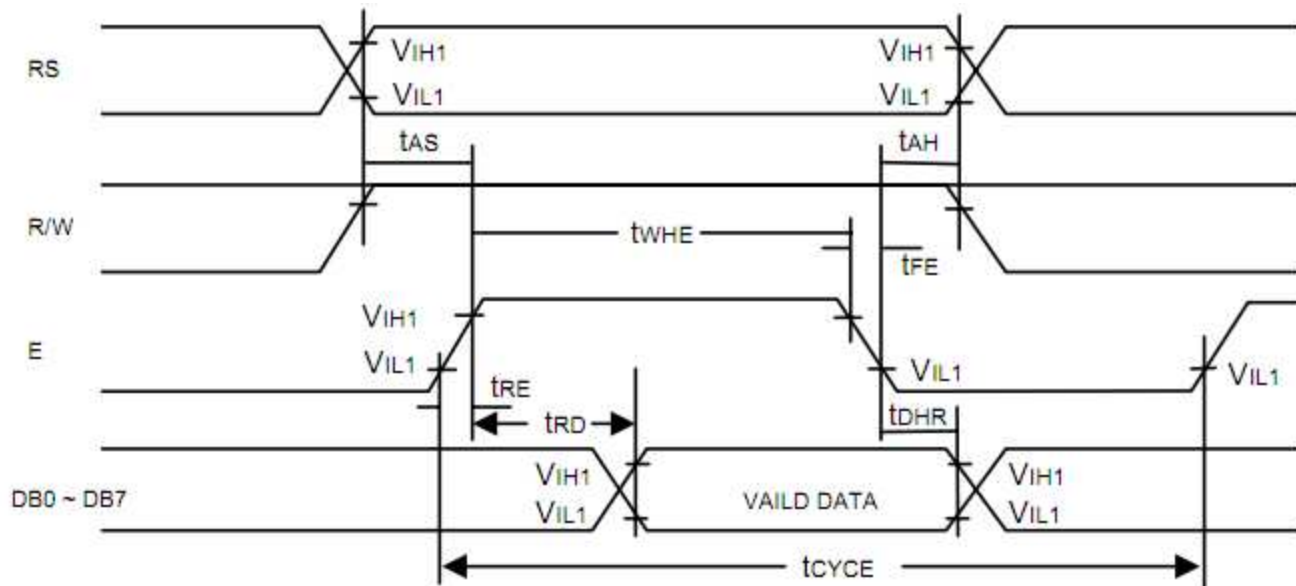 RS
VIH1
VIL1
VIH1
VIL1
tAS
tAH
R/W
tWHE
tFE
E
VIH1
VIL1
VIL1
VIL1
tRE
tRD
tDHR
DB0 ~ DB7
VIH1
VIL1
VAILD DATA
VIH1
VIL1
tCYCE